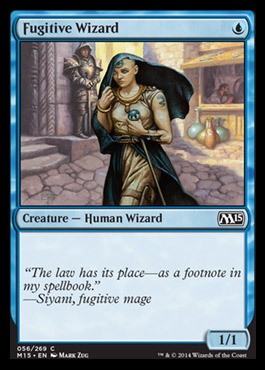 Fugitive Wizard
Creature — Human Wizard
M15
“The law has its place—as a footnote in
my spellbook.”
—Siyani, fugitive mage
1/1
056/269 C
M15 • EN MARK ZUG
™ & © 2014 Wizards of the Coast